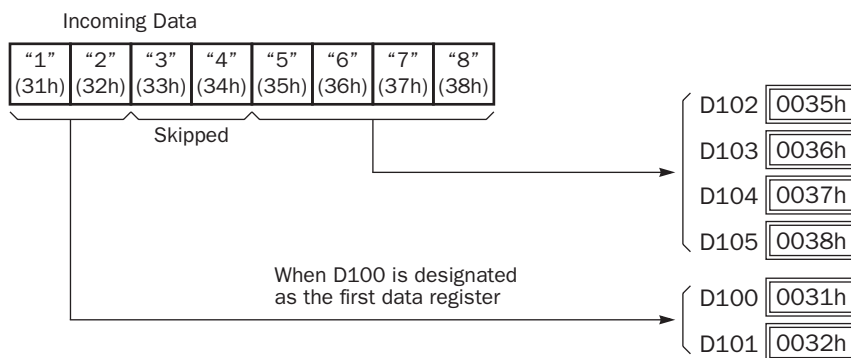 Incoming Data
“1” “2” “3” “4” “5” “6” “7” “8”
(31h) (32h) (33h) (34h) (35h) (36h) (37h) (38h)
Skipped
D102 0035h
D103 0036h
D104 0037h
D105 0038h
When D100 is designated
as the first data register
D100 0031h
D101 0032h